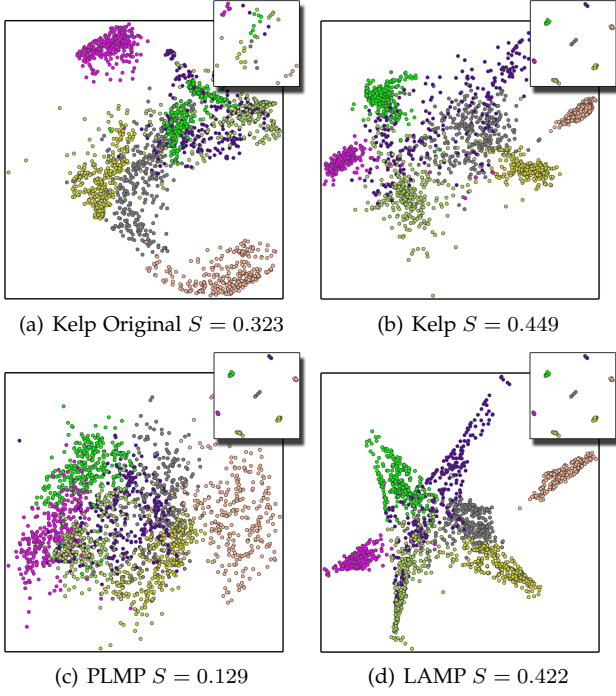 (a) Kelp Original S = 0.323
(b) Kelp S = 0.449
(c) PLMP S = 0.129
(d) LAMP S = 0.422